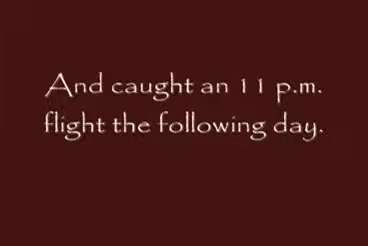 And caught an 11 p.m.
flight the following day.